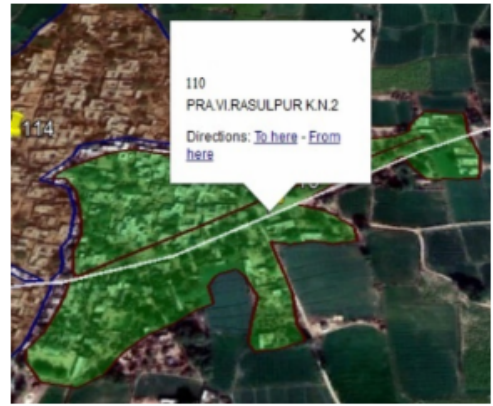 110
PRA.VI.RASULPUR K.N.2
Directions: To here - From
here
114